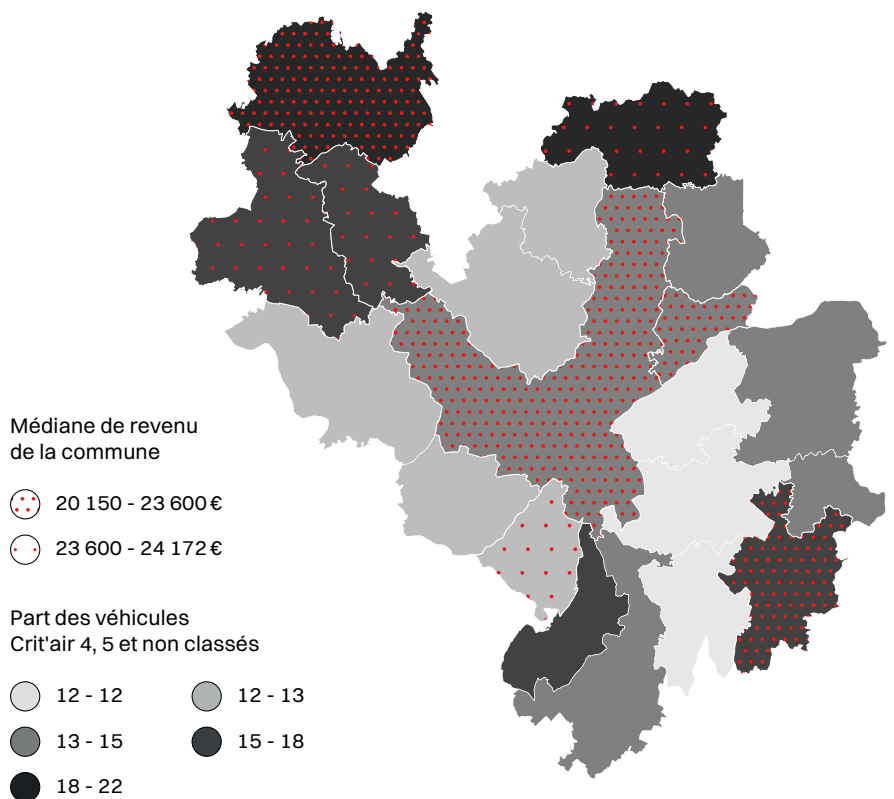 Médiane de revenu
de la commune
20 150 - 23 600 €
23 600 - 24 172 €
Part des véhicules
Crit'air 4, 5 et non classés
12 - 12
12 - 13
13 - 15
15 - 18
18 - 22